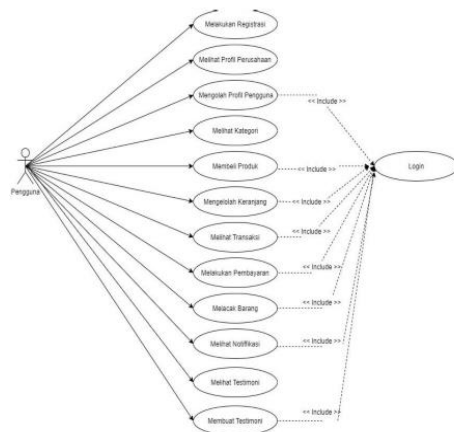 Melakukan Registrasi
Melihat Profil Perusahaan
Mengolah Profil Pengguna
<< Include >>
Melihat Kategori
Membeli Produk
<< Include >>
Login
Pengguna
Mengelolah Keranjang
<< Include >>
Melihat Transaksi
<< Include >>
Melakukan Pembayaran
<< Include >>
Melacak Barang
<< Include >>
Melihat Notifikasi
<< Include >>
Melihat Testimoni
Membuat Testimoni
<< Include >>